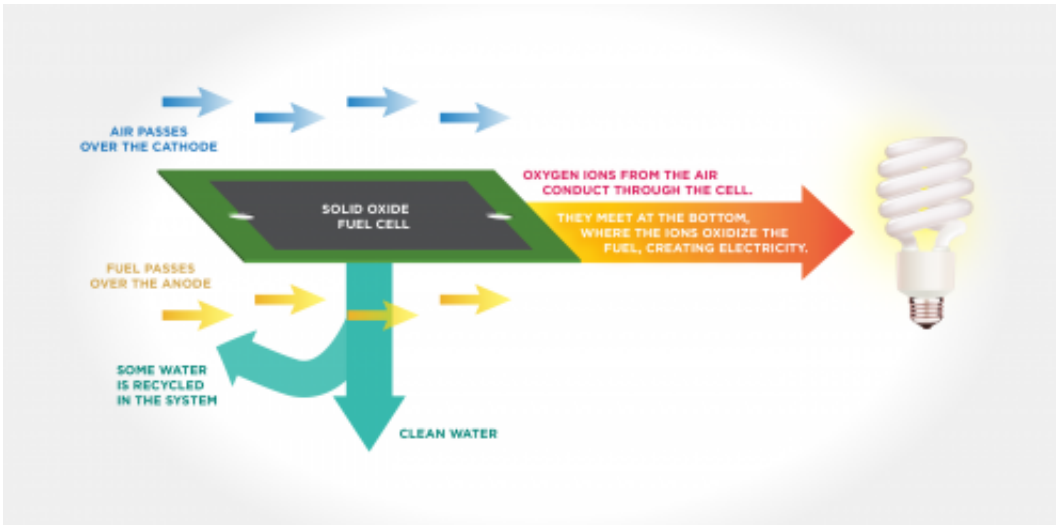 AIR PASSES
OVER THE CATHODE
OXYGEN IONS FROM THE AIR
CONDUCT THROUGH THE CELL.
SOLID OXIDE
FUEL CELL
THEY MEET AT THE BOTTOM,
WHERE THE IONS OXIDIZE THE
FUEL, CREATING ELECTRICITY.
FUEL PASSES
OVER THE ANODE
SOME WATER
IS RECYCLED
IN THE SYSTEM
CLEAN WATER